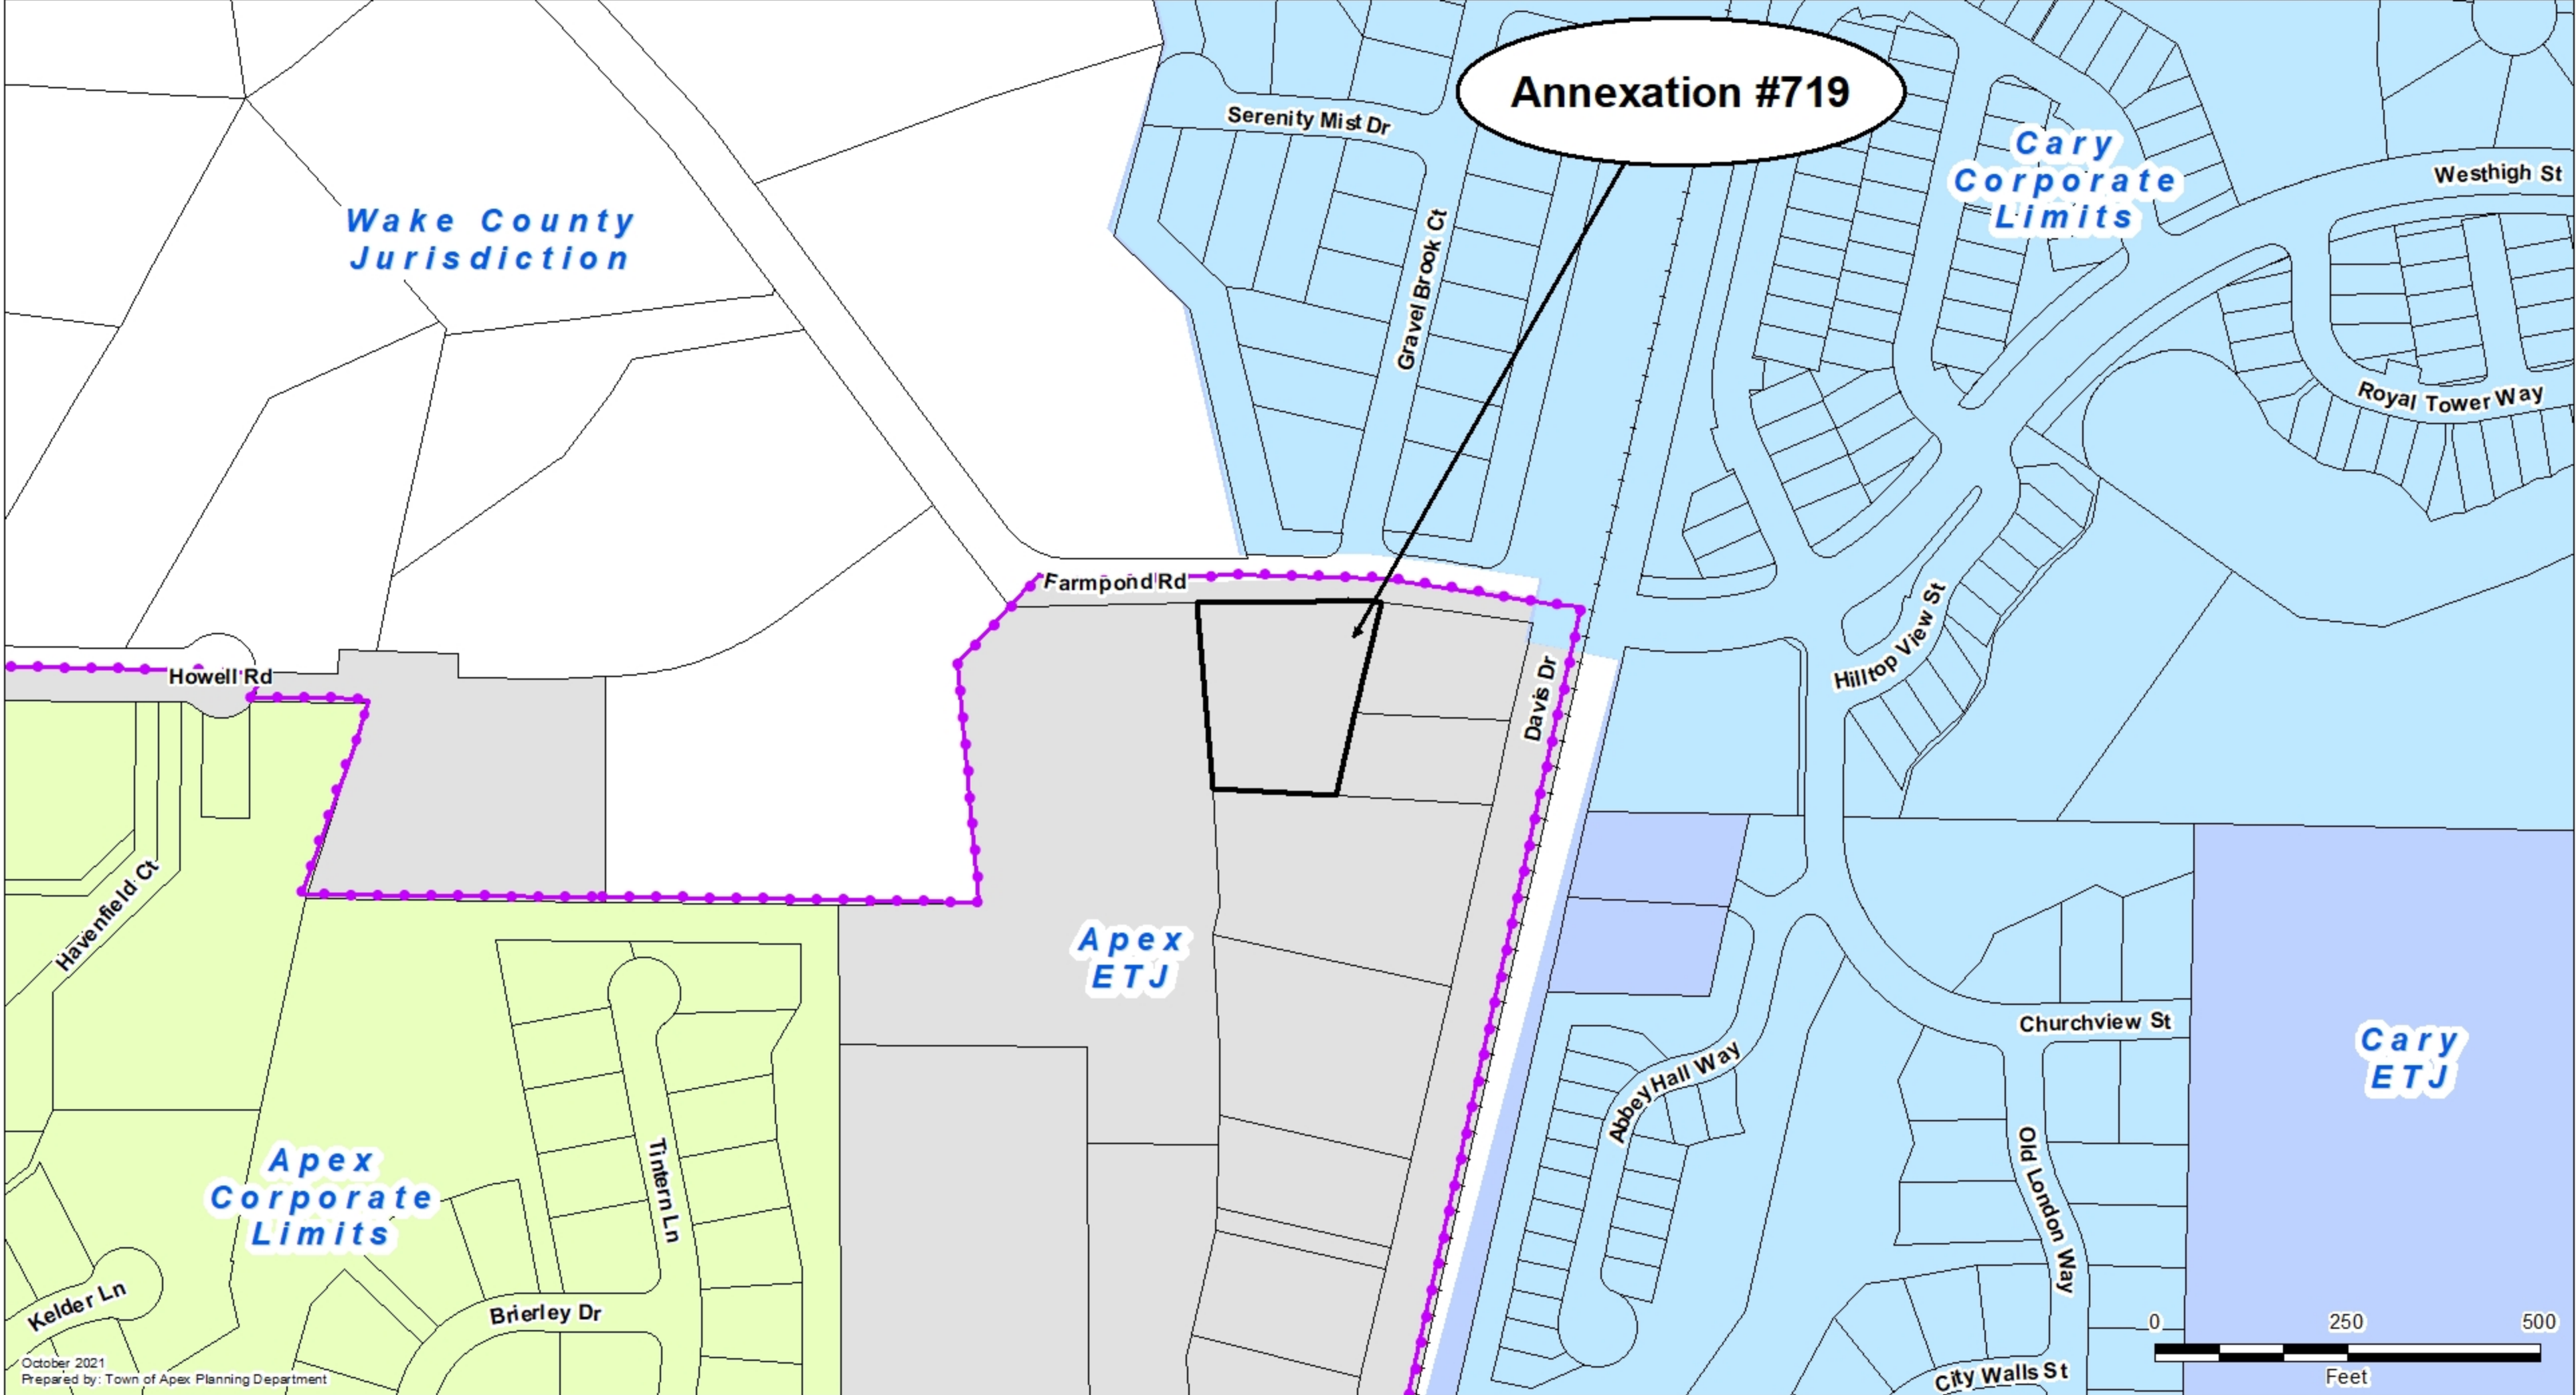 Annexation #719
Serenity Mist Dr
Cary
Corporate
Limits
Westhigh St
Wake County
Jurisdiction
Gravel Brook Ct
Royal Tower Way
Farmpond Rd
Hilltop View St
Howell Rd
Davis Dr
Havenfield Ct
Apex
ETJ
Churchview St
Cary
ETJ
Abbey Hall Way
Apex
Corporate
Limits
Tintern Ln
Old London Way
Kelder Ln
Brierley Dr
0 250 500
Feet
City Walls St
October 2021
Prepared by: Town of Apex Planning Department